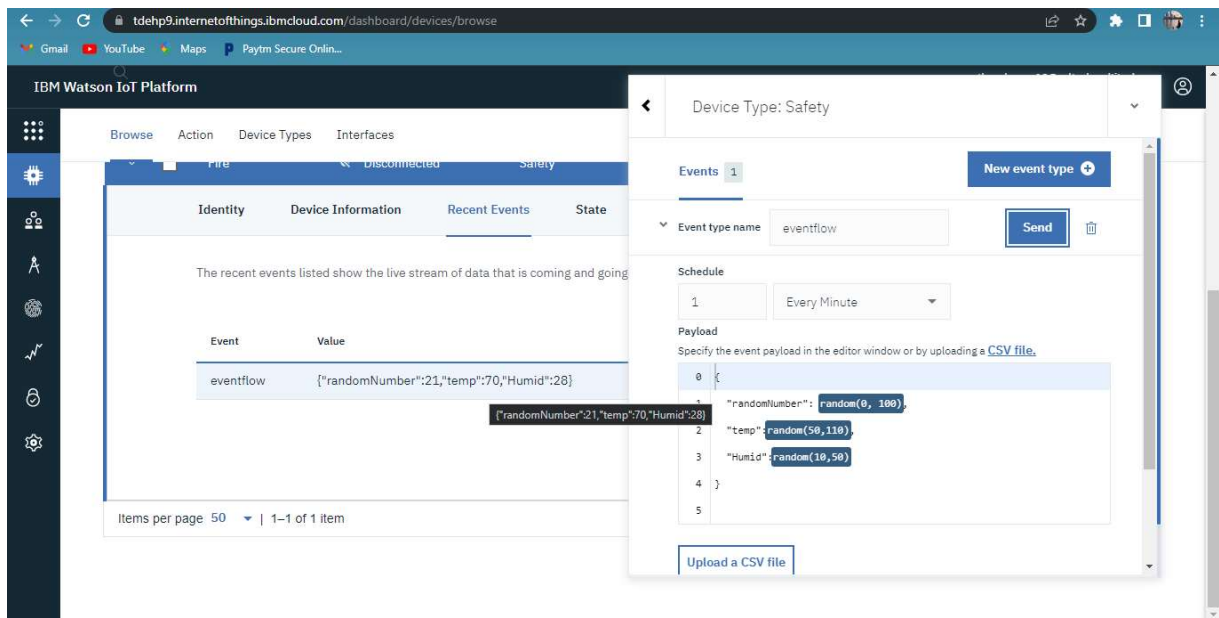 tdehp9.internetofthings.ibmcloud.com/dashboard/devices/browse
Gmail YouTube Maps Paytm Secure Onlin...
IBM Watson IoT Platform
Browse Action Device Types Interfaces
Fire Disconnected Safety
Identity Device Information Recent Events State
The recent events listed show the live stream of data that is coming and going
Event Value
eventflow {"randomNumber":21,"temp":70,"Humid":28}
{"randomNumber":21,"temp":70,"Humid":28}
Items per page 50 | 1–1 of 1 item
Device Type: Safety
Events 1
New event type
Event type name eventflow Send
Schedule
1 Every Minute
Payload
Specify the event payload in the editor window or by uploading a CSV file.
0 {
1 "randomNumber": random(0, 100),
2 "temp":random(50,110),
3 "Humid":random(10,50)
4 }
5
Upload a CSV file